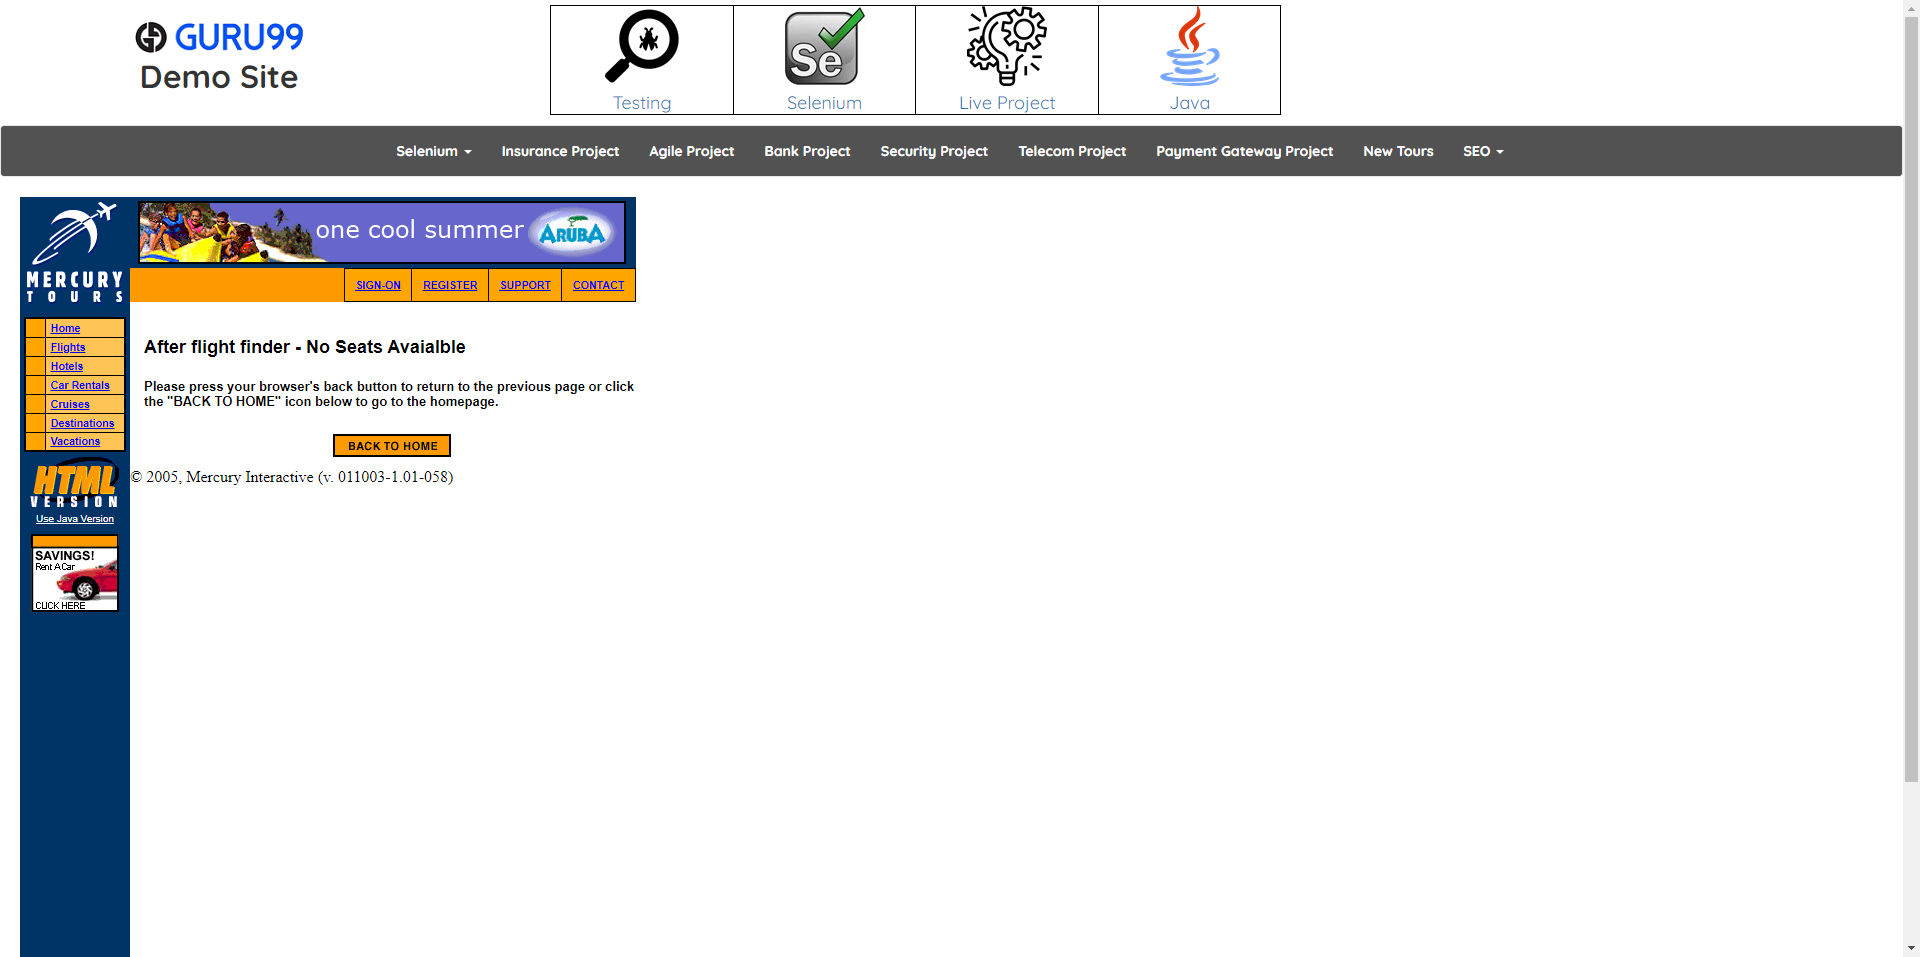 GURU99
Demo Site
Testing
Se
Selenium
Live Project
Java
Selenium
Insurance Project
Agile Project
Bank Project
Security Project
Telecom Project
Payment Gateway Project
New Tours
SEO
MERCURY
TOURS
one cool summer
ARUBA
SIGN-ON
REGISTER
SUPPORT
CONTACT
Home
Flights
Hotels
Car Rentals
Cruises
Destinations
Vacations
HTML
VERSION
Use Java Version
SAVINGS!
Rent A Car
CLICK HERE
After flight finder - No Seats Avaialble
Please press your browser's back button to return to the previous page or click
the "BACK TO HOME" icon below to go to the homepage.
BACK TO HOME
© 2005, Mercury Interactive (v. 011003-1.01-058)